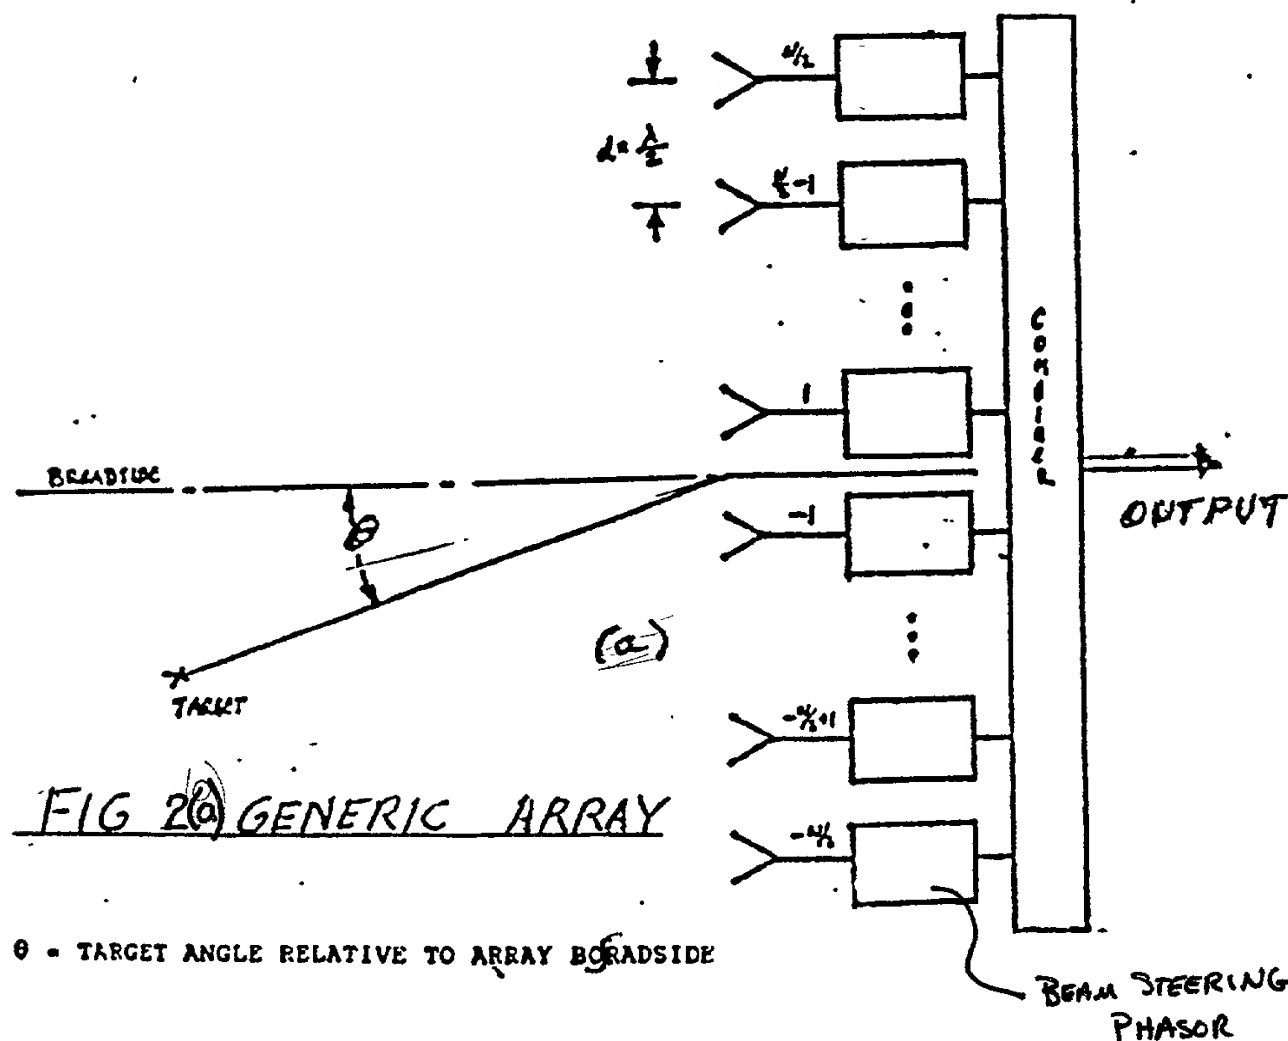 N/2
d = λ/2
N/2 -1
1
COMBINER
BROADSIDE
θ
-1
OUTPUT
(a)
TARGET
-N/2+1
FIG 2(a) GENERIC ARRAY
-N/2
θ = TARGET ANGLE RELATIVE TO ARRAY BORADSIDE
BEAM STEERING
PHASOR